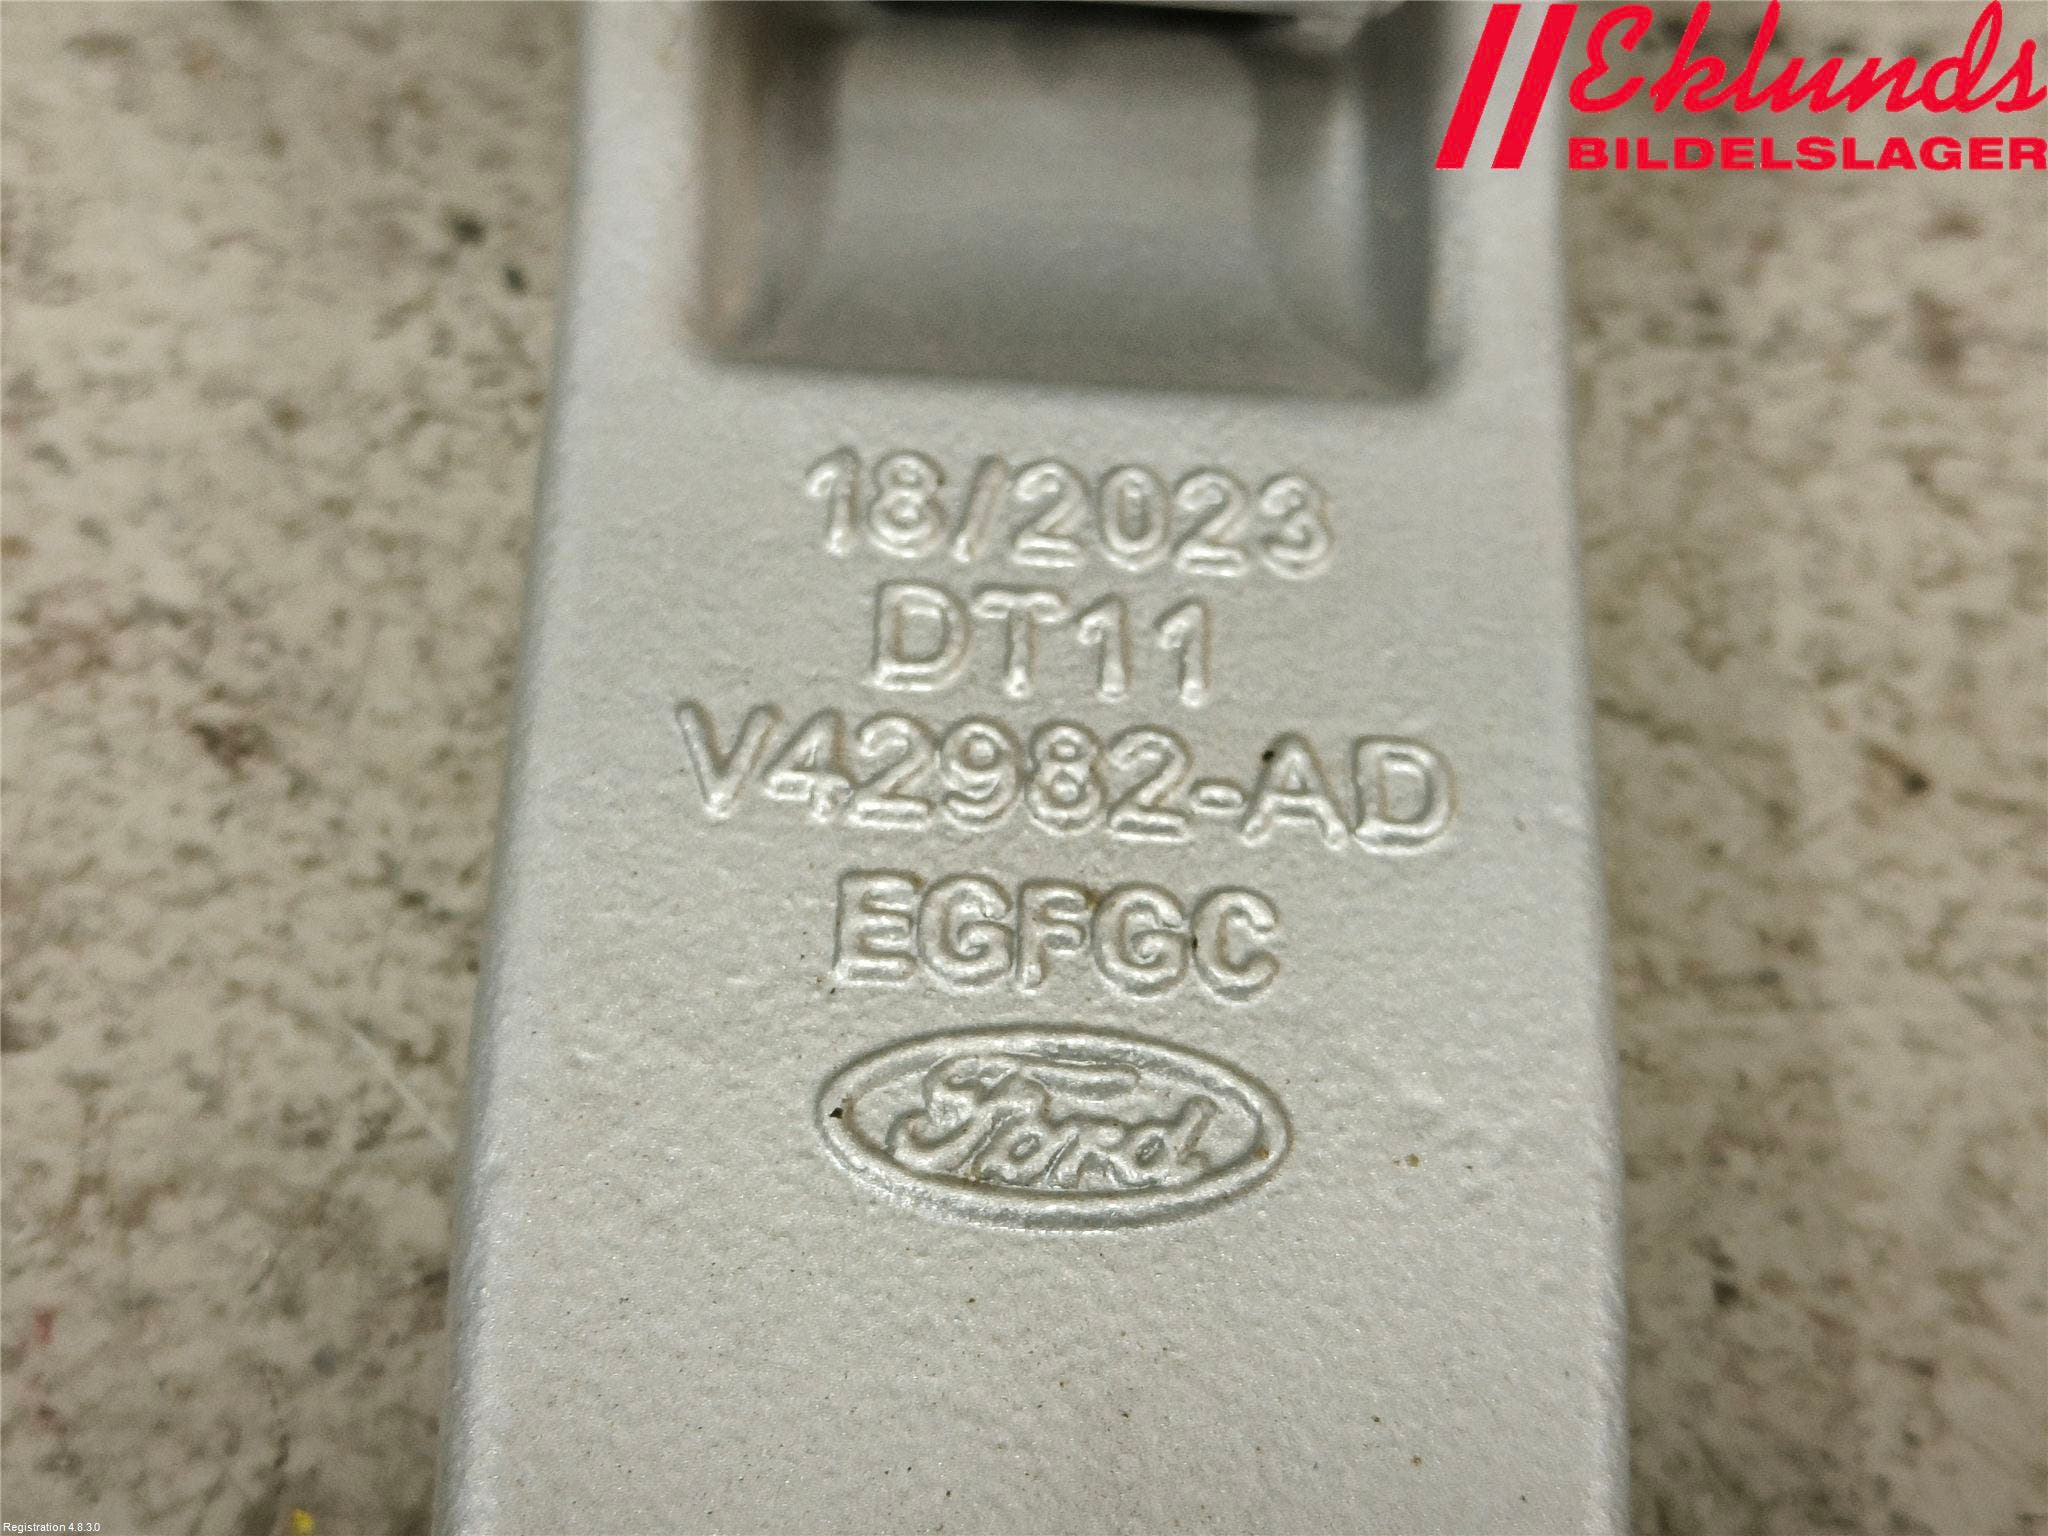 Eklunds
BILDELSLAGER
18/2023
DT11
V42982-AD
EGFGC
Ford
Registration 4.8.3.0